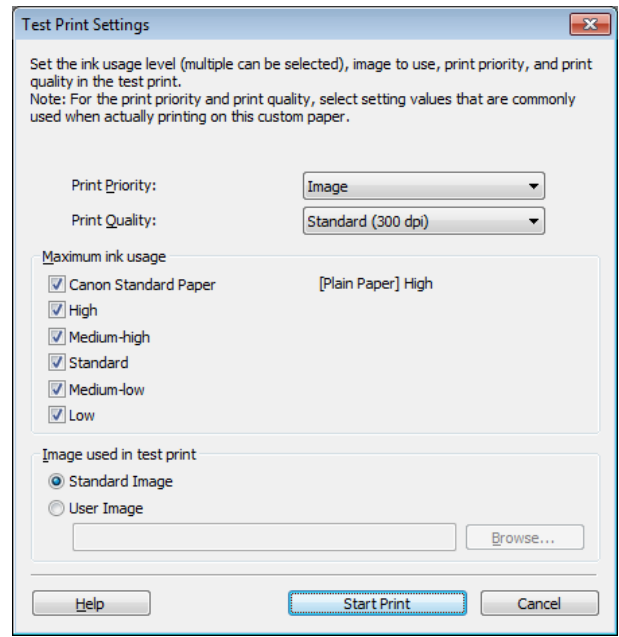 Test Print Settings
Set the ink usage level (multiple can be selected), image to use, print priority, and print
quality in the test print.
Note: For the print priority and print quality, select setting values that are commonly
used when actually printing on this custom paper.
Print Priority: Image
Print Quality: Standard (300 dpi)
Maximum ink usage
Canon Standard Paper [Plain Paper] High
High
Medium-high
Standard
Medium-low
Low
Image used in test print
Standard Image
User Image
Browse...
Help Start Print Cancel